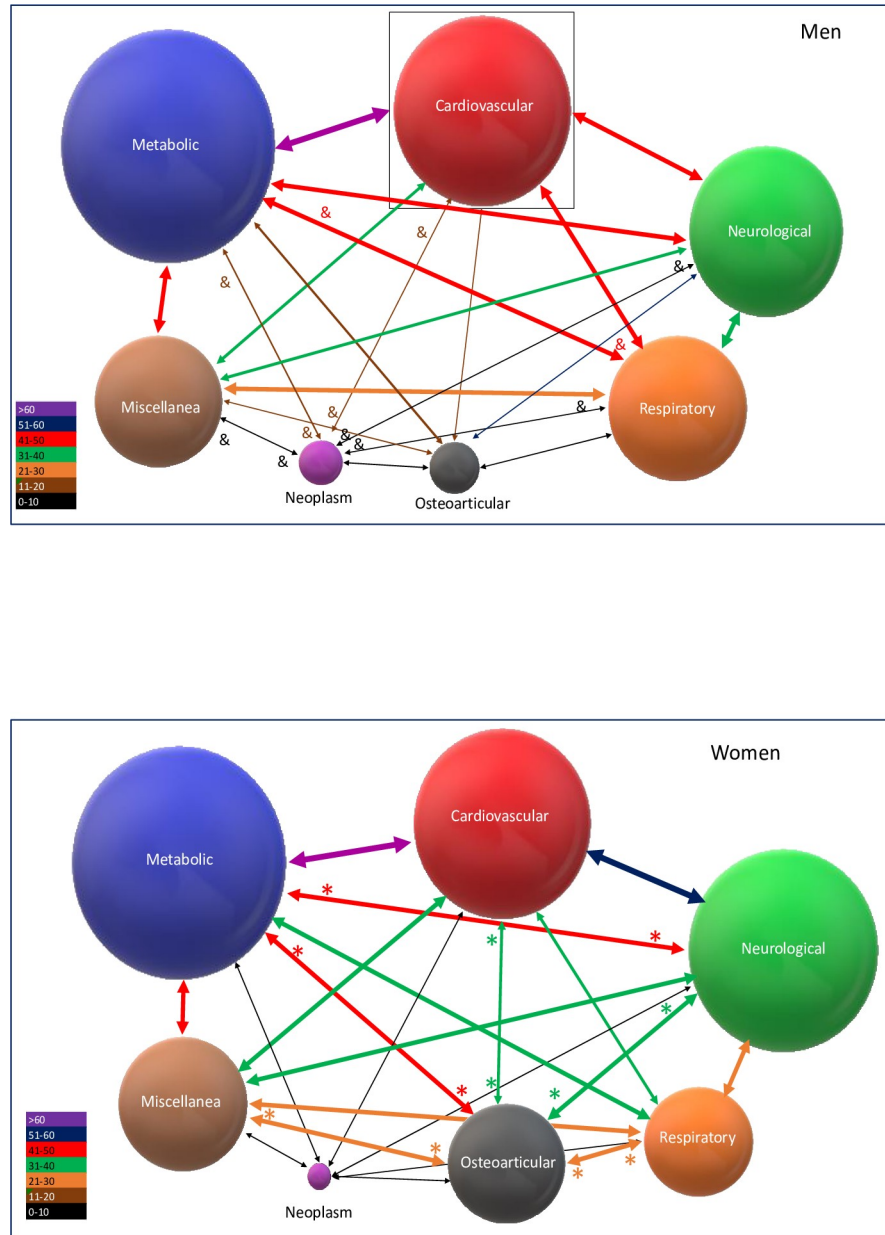 Men
Cardiovascular
Metabolic
&
&
&
Neurological
&
&
Miscellanea
Respiratory
&
&
&
&
&
&
Neoplasm
Osteoarticular
>60
51-60
41-50
31-40
21-30
11-20
0-10
Women
Cardiovascular
Metabolic
*
*
*
*
Neurological
*
*
*
*
*
Miscellanea
*
*
*
*
Respiratory
Osteoarticular
Neoplasm
>60
51-60
41-50
31-40
21-30
11-20
0-10